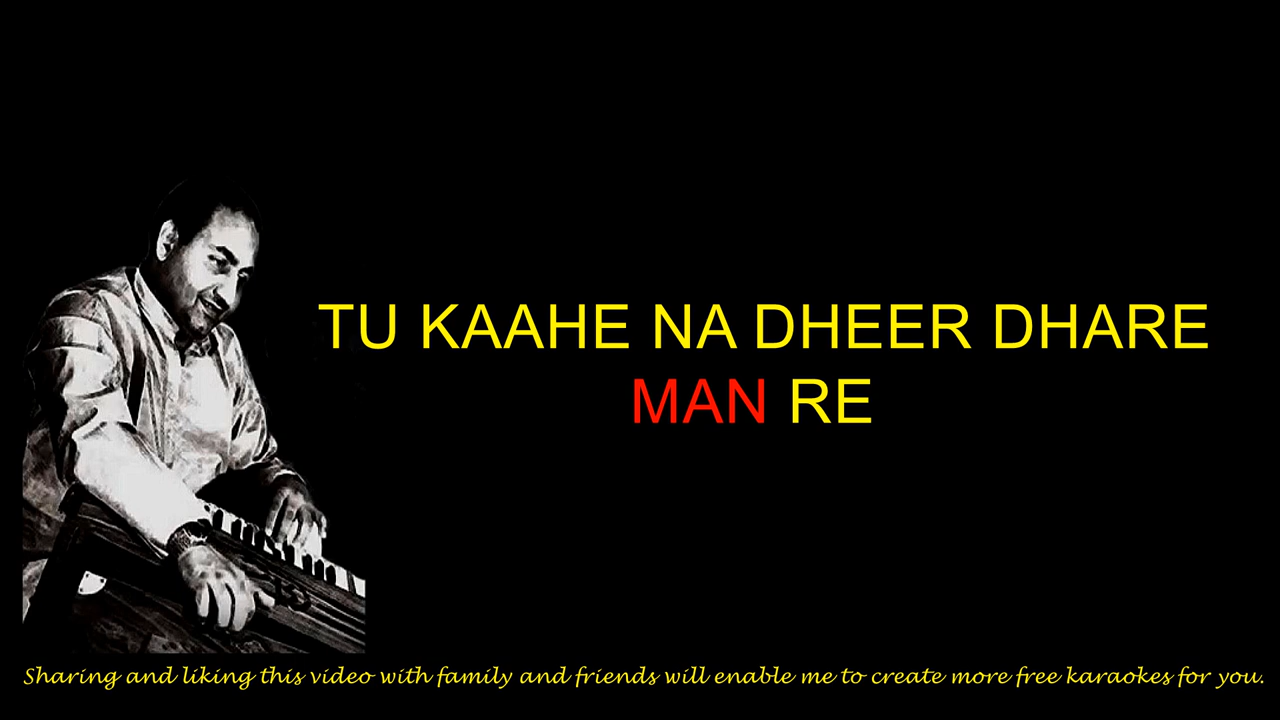 TU KAAHE NA DHEER DHARE
MAN RE
Sharing and liking this video with family and friends will enable me to create more free karaokes for you.